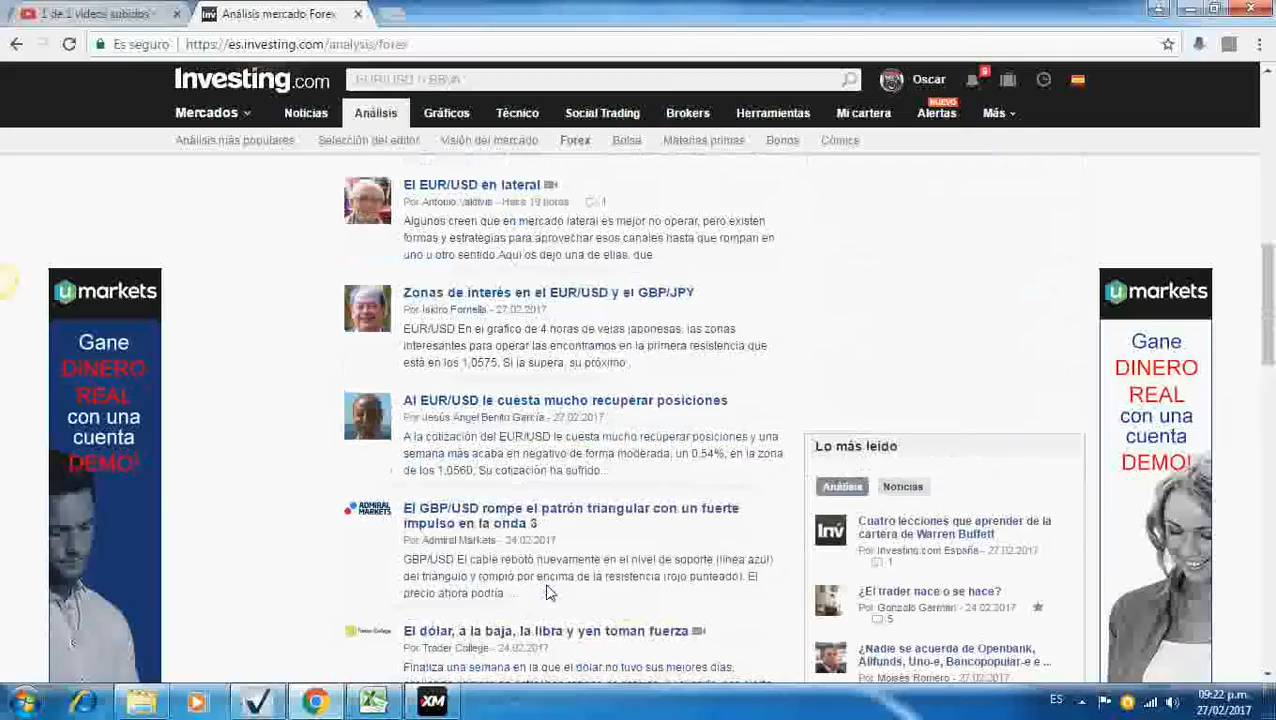 1 de 1 videos subidos -
Análisis mercado Forex
Es seguro
https://es.investing.com/analysis/forex
Investing.com
EUR/USD
Oscar
9
Mercados
Noticias
Análisis
Gráficos
Técnico
Social Trading
Brokers
Herramientas
Mi cartera
NUEVO
Alertas
Más
Análisis más populares
Selección del editor
Visión del mercado
Forex
Bolsa
Materias primas
Bonos
Cómics
El EUR/USD en lateral
Por Antonio Valdivia - Hace 19 horas 1
Algunos creen que en mercado lateral es mejor no operar, pero existen
formas y estrategias para aprovechar esos canales hasta que rompan en
uno u otro sentido.Aquí os dejo una de ellas, que
Zonas de interés en el EUR/USD y el GBP/JPY
Por Isidro Fornells - 27.02.2017
EUR/USD En el gráfico de 4 horas de velas japonesas, las zonas
interesantes para operar las encontramos en la primera resistencia que
está en los 1,0575. Si la supera, su próximo
Al EUR/USD le cuesta mucho recuperar posiciones
Por Jesús Angel Benito García - 27.02.2017
A la cotización del EUR/USD le cuesta mucho recuperar posiciones y una
semana más acaba en negativo de forma moderada, un 0.54%, en la zona
de los 1,0560. Su cotización ha sufrido...
ADMIRAL
MARKETS
El GBP/USD rompe el patrón triangular con un fuerte
impulso en la onda 3
Por Admiral Markets - 24.02.2017
GBP/USD El cable rebotó nuevamente en el nivel de soporte (línea azul)
del triángulo y rompió por encima de la resistencia (rojo punteado). El
precio ahora podría ...
Trader College
El dólar, a la baja, la libra y yen toman fuerza
Por Trader College - 24.02.2017
Finaliza una semana en la que el dólar no tuvo sus mejores días.
Lo más leído
Análisis
Noticias
Inv
Cuatro lecciones que aprender de la
cartera de Warren Buffett
Por Investing.com España - 27.02.2017
1
¿El trader nace o se hace?
Por Gonzalo Germán - 24.02.2017
5
¿Nadie se acuerda de Openbank,
Allfunds, Uno-e, Bancopopular-e e ...
Por Moisés Romero - 27.02.2017
umarkets
Gane
DINERO
REAL
con una
cuenta
DEMO!
umarkets
Gane
DINERO
REAL
con una
cuenta
DEMO!
XM
ES
09:22 p.m.
27/02/2017